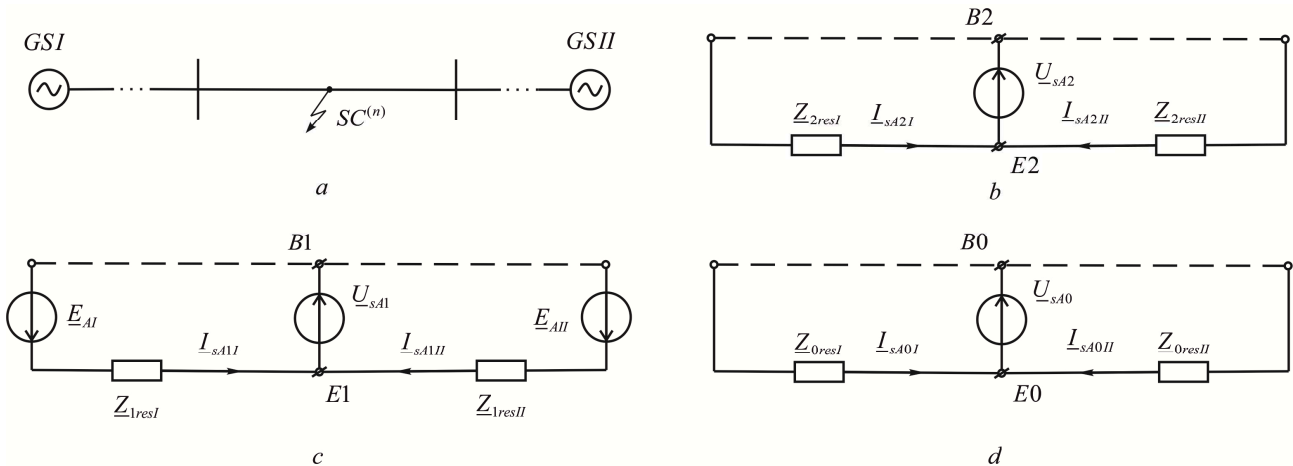 GSI
GSII
SC(n)
a
B2
U_sA2
Z_2resI
I_sA2I
I_sA2II
Z_2resII
E2
b
B1
E_AI
U_sA1
E_AII
I_sA1I
I_sA1II
Z_1resI
E1
Z_1resII
c
B0
U_sA0
Z_0resI
I_sA0I
I_sA0II
Z_0resII
E0
d